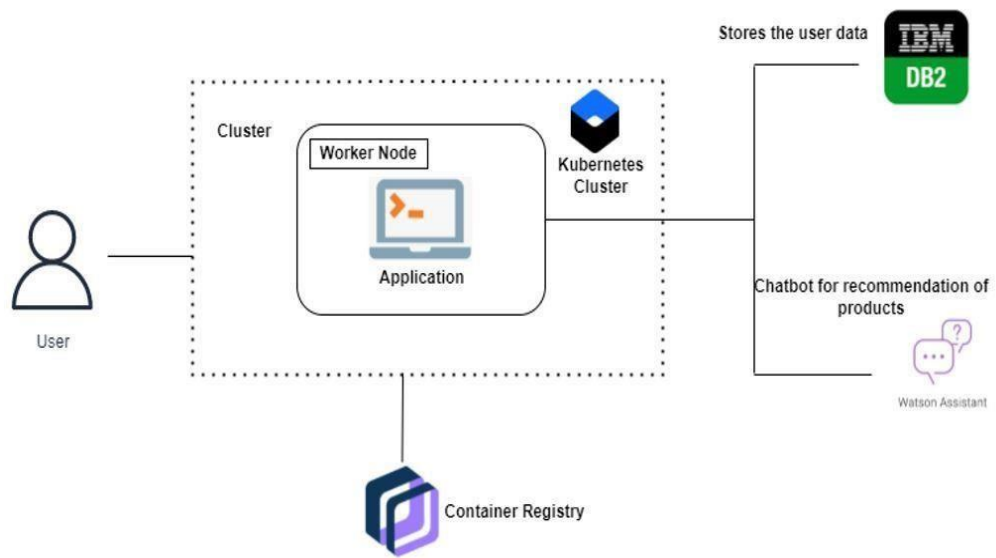 Stores the user data
IBM
DB2
Cluster
Worker Node
Kubernetes
Cluster
Application
User
Chatbot for recommendation of
products
?
Watson Assistant
Container Registry